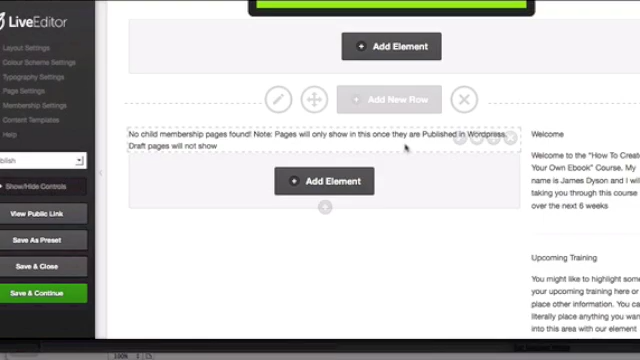 LiveEditor
Layout Settings
Colour Scheme Settings
Typography Settings
Page Settings
Membership Settings
Content Templates
Help
blish
Show/Hide Controls
View Public Link
Save As Preset
Save & Close
Save & Continue
Add Element
Add New Row
No child membership pages found! Note: Pages will only show in this once they are Published in Wordpress.
Draft pages will not show
Add Element
Welcome
Welcome to the "How To Create
Your Own Ebook" Course. My
name is James Dyson and I will
taking you through this course
over the next 6 weeks
Upcoming Training
You might like to highlight some
your upcoming training here or
place other information. You ca
literally place anything you want
into this area with our element
100%